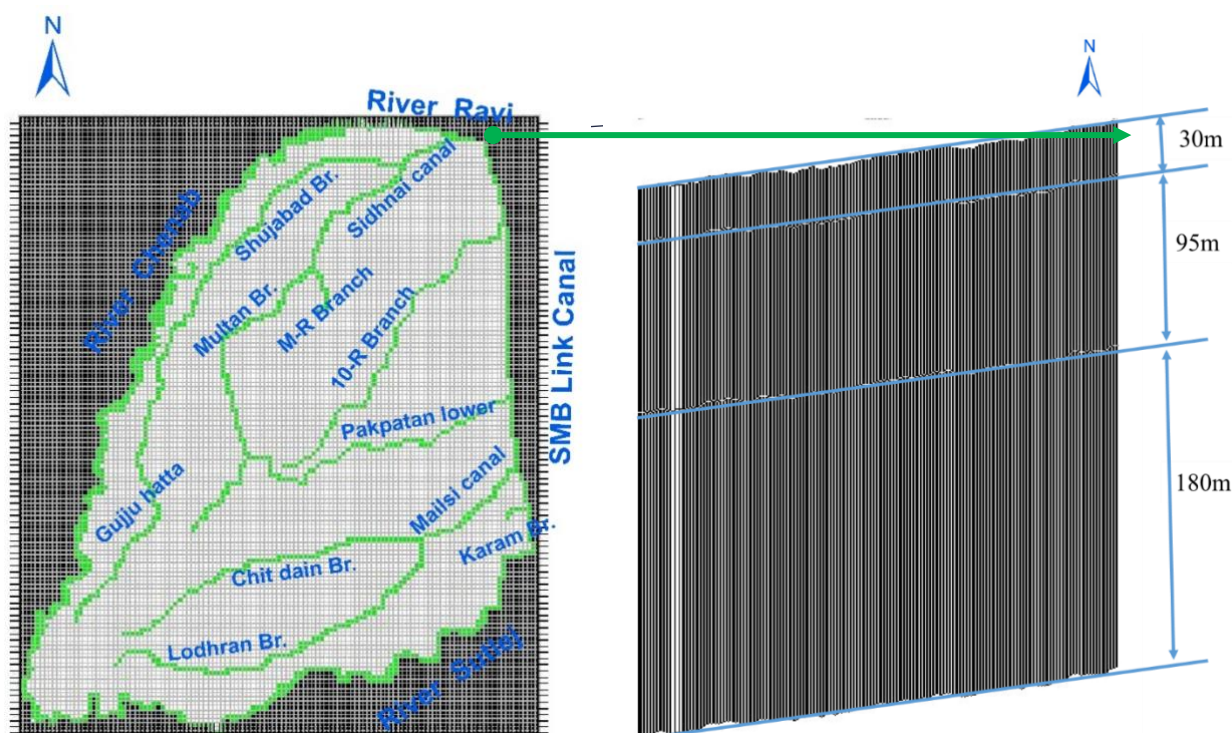 N
N
River Ravi
30m
Sidhnai canal
Shujabad Br.
River Chenab
95m
Multan Br.
M-R Branch
10-R Branch
SMB Link Canal
Pakpatan lower
Mailsi canal
Gujju hatta
180m
Karam Br.
Chit dain Br.
Lodhran Br.
River Sutlej